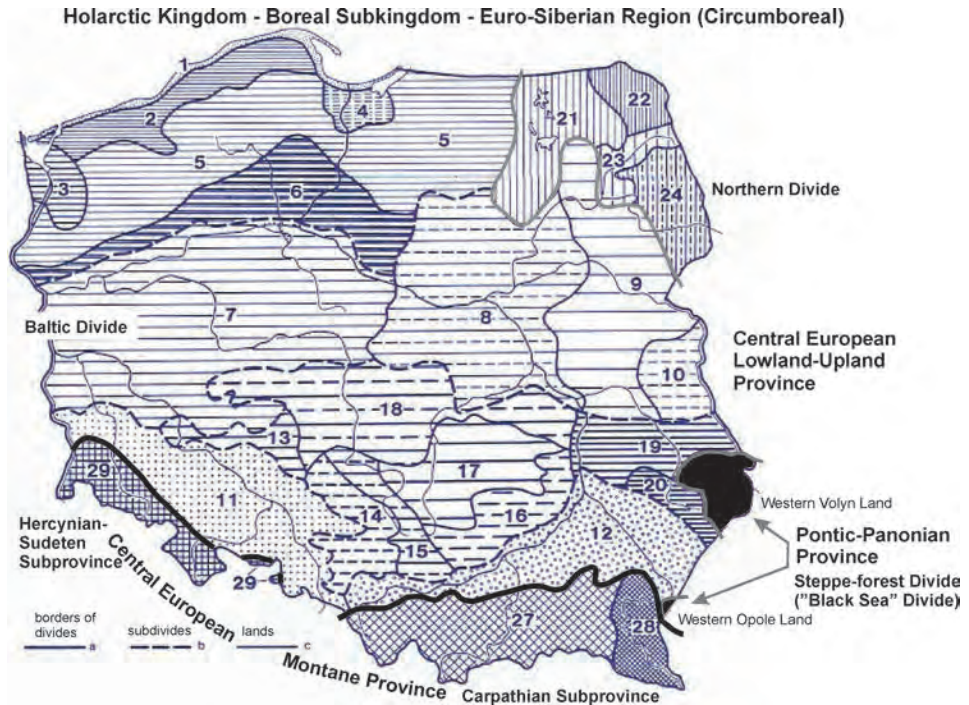 Holarctic Kingdom - Boreal Subkingdom - Euro-Siberian Region (Circumboreal)
1
2
4
22
21
5
5
23
3
6
24
Northern Divide
9
7
8
Baltic Divide
Central European
Lowland-Upland
Province
10
18
13
19
17
29
20
11
Western Volyn Land
14
16
12
Hercynian-
Sudeten
Subprovince
15
Pontic-Panonian
Province
Steppe-forest Divide
("Black Sea" Divide)
29
Central European
Western Opole Land
27
28
borders of
divides
a
subdivides
b
lands
c
Montane Province
Carpathian Subprovince